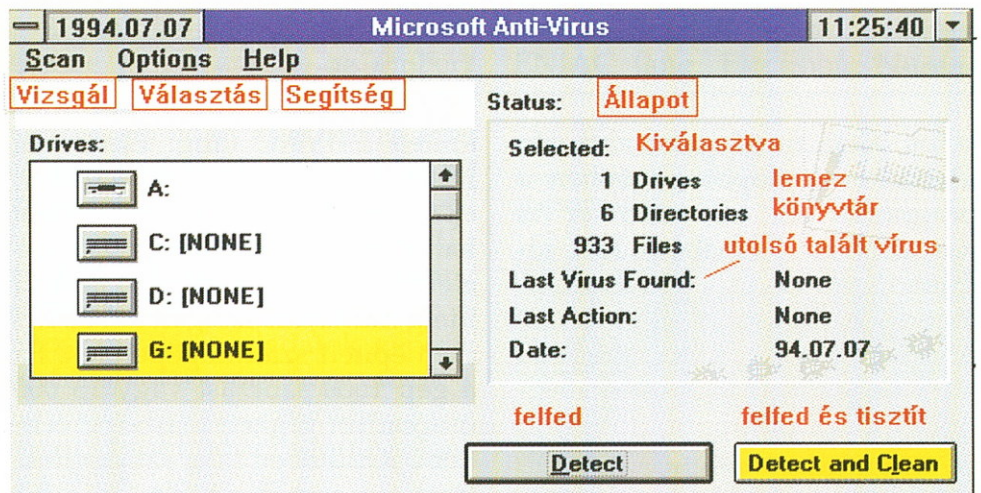 1994.07.07 Microsoft Anti-Virus 11:25:40
Scan Options Help
Vizsgál Választás Segítség
Status: Állapot
Drives:
A:
C: [NONE]
D: [NONE]
G: [NONE]
Selected: Kiválasztva
1 Drives lemez
6 Directories könyvtár
933 Files utolsó talált vírus
Last Virus Found: None
Last Action: None
Date: 94.07.07
felfed felfed és tisztít
Detect Detect and Clean